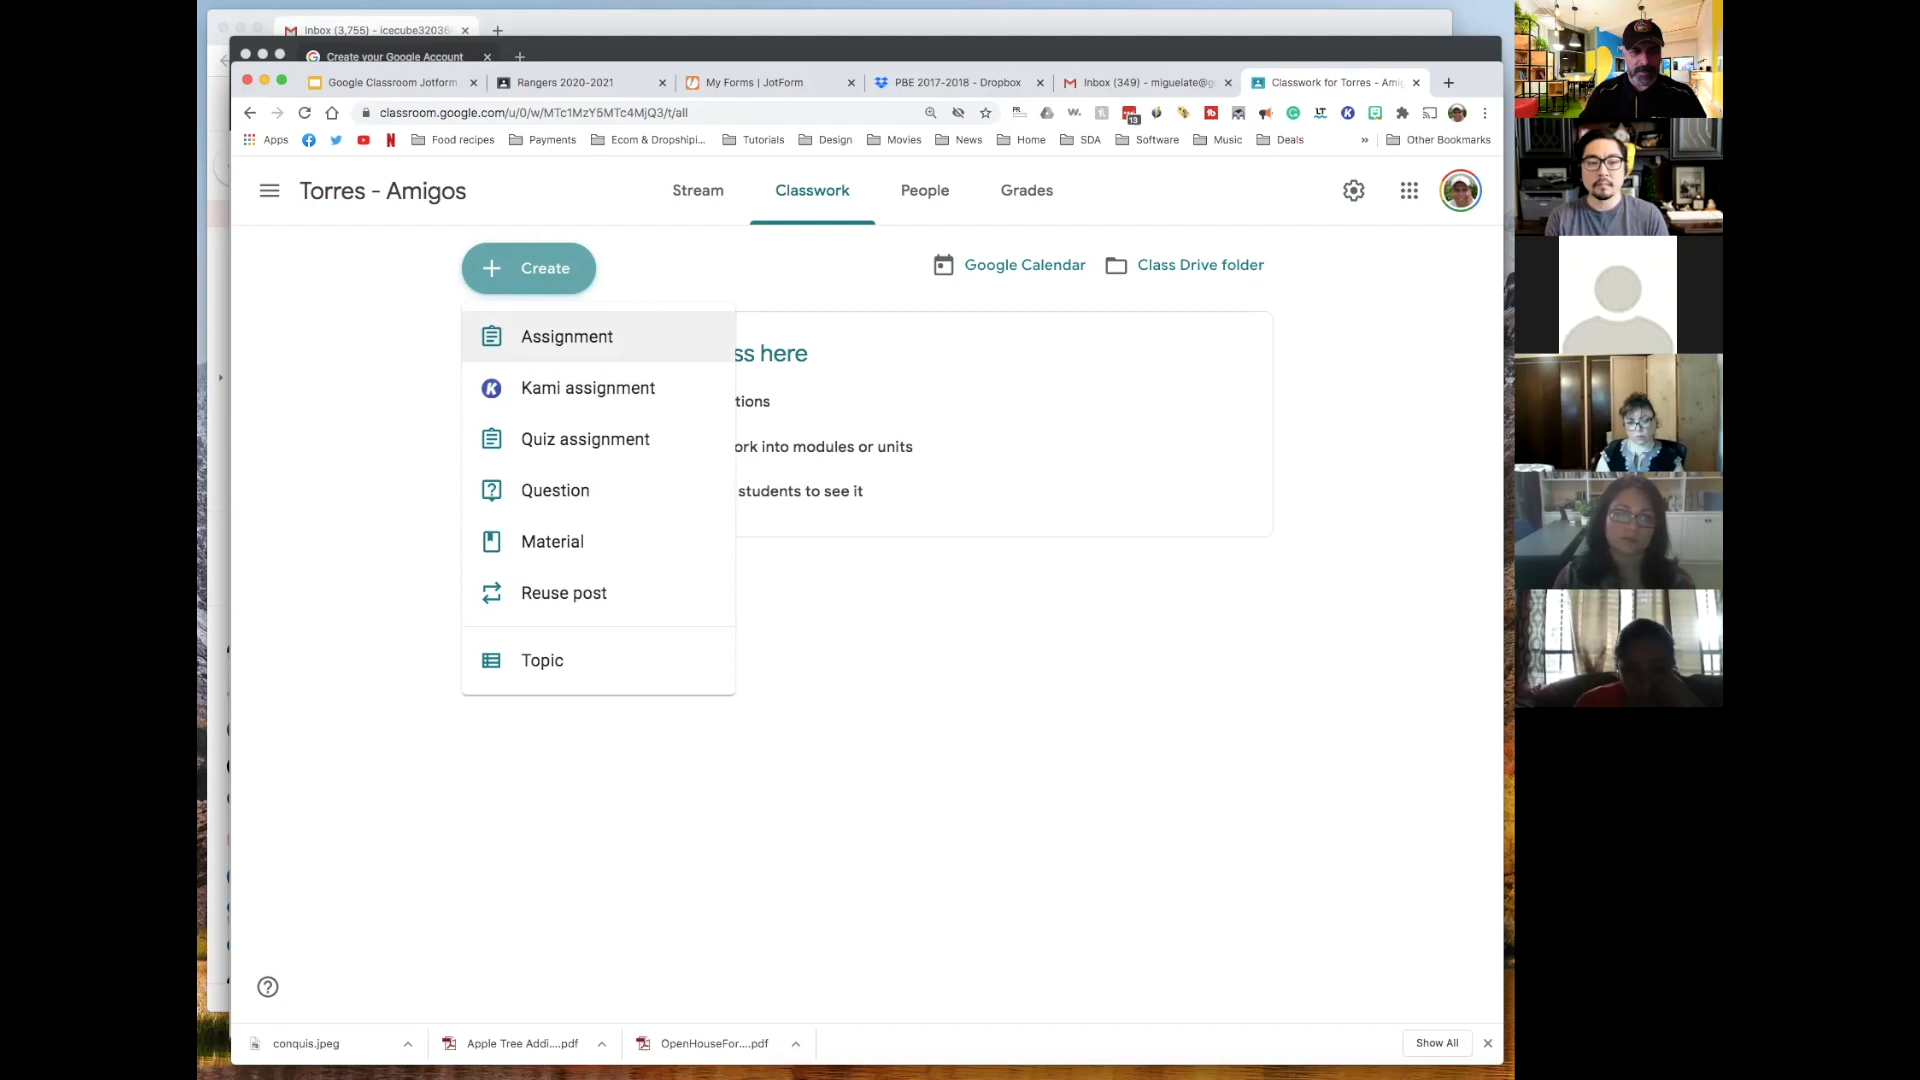 Inbox (3,755) - icecube32036
Create your Google Account
Google Classroom Jotform
Rangers 2020-2021
My Forms | JotForm
PBE 2017-2018 - Dropbox
Inbox (349) - miguelate@g
Classwork for Torres - Amig
classroom.google.com/u/0/w/MTc1MzY5MTc4MjQ3/t/all
13
Apps
Food recipes
Payments
Ecom & Dropshipi...
Tutorials
Design
Movies
News
Home
SDA
Software
Music
Deals
»
Other Bookmarks
Torres - Amigos
Stream
Classwork
People
Grades
Create
Google Calendar
Class Drive folder
Assignment
Kami assignment
Quiz assignment
Question
Material
Reuse post
Topic
ss here
tions
ork into modules or units
students to see it
conquis.jpeg
Apple Tree Addi....pdf
OpenHouseFor....pdf
Show All